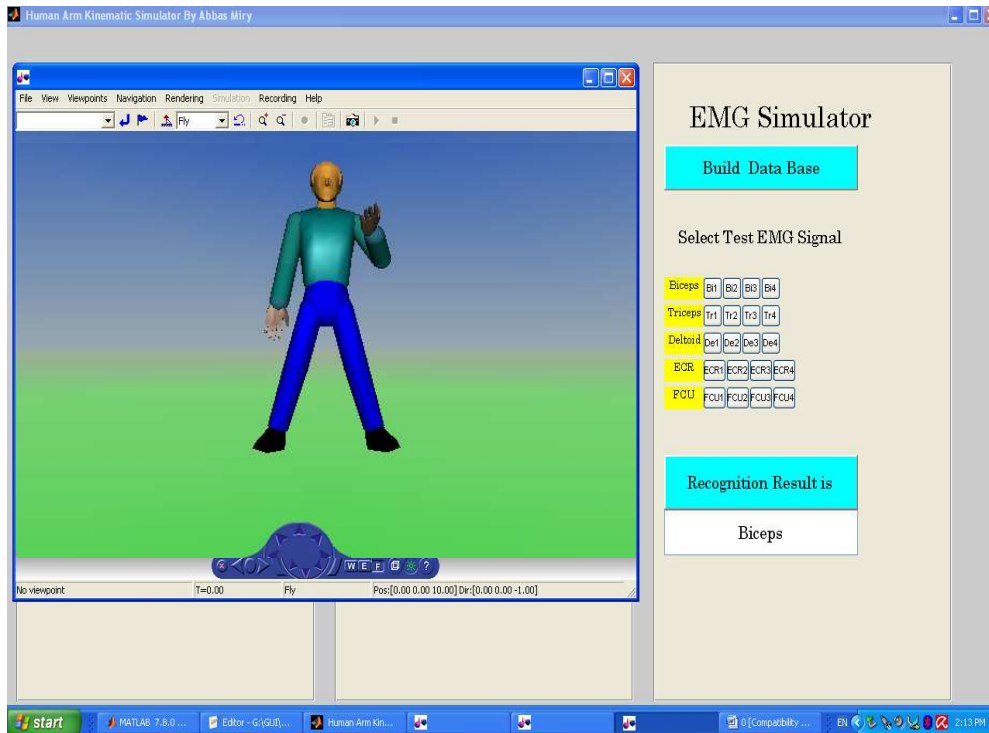 Human Arm Kinematic Simulator By Abbas Miry
File View Viewpoints Navigation Rendering Simulation Recording Help
Fly
EMG Simulator
Build Data Base
Select Test EMG Signal
Biceps Bi1 Bi2 Bi3 Bi4
Triceps Tr1 Tr2 Tr3 Tr4
Deltoid De1 De2 De3 De4
ECR ECR1 ECR2 ECR3 ECR4
FCU FCU1 FCU2 FCU3 FCU4
Recognition Result is
Biceps
W E F ?
No viewpoint T=0.00 Fly Pos:[0.00 0.00 10.00] Dir:[0.00 0.00 -1.00]
start MATLAB 7.8.0 ... Editor - G:\GUI\... Human Arm Kin... 0 [Compatibility ... EN 2:13 PM